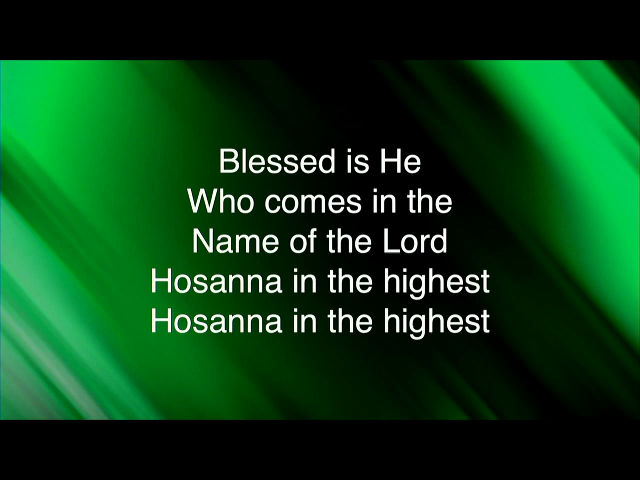 Blessed is He
Who comes in the
Name of the Lord
Hosanna in the highest
Hosanna in the highest